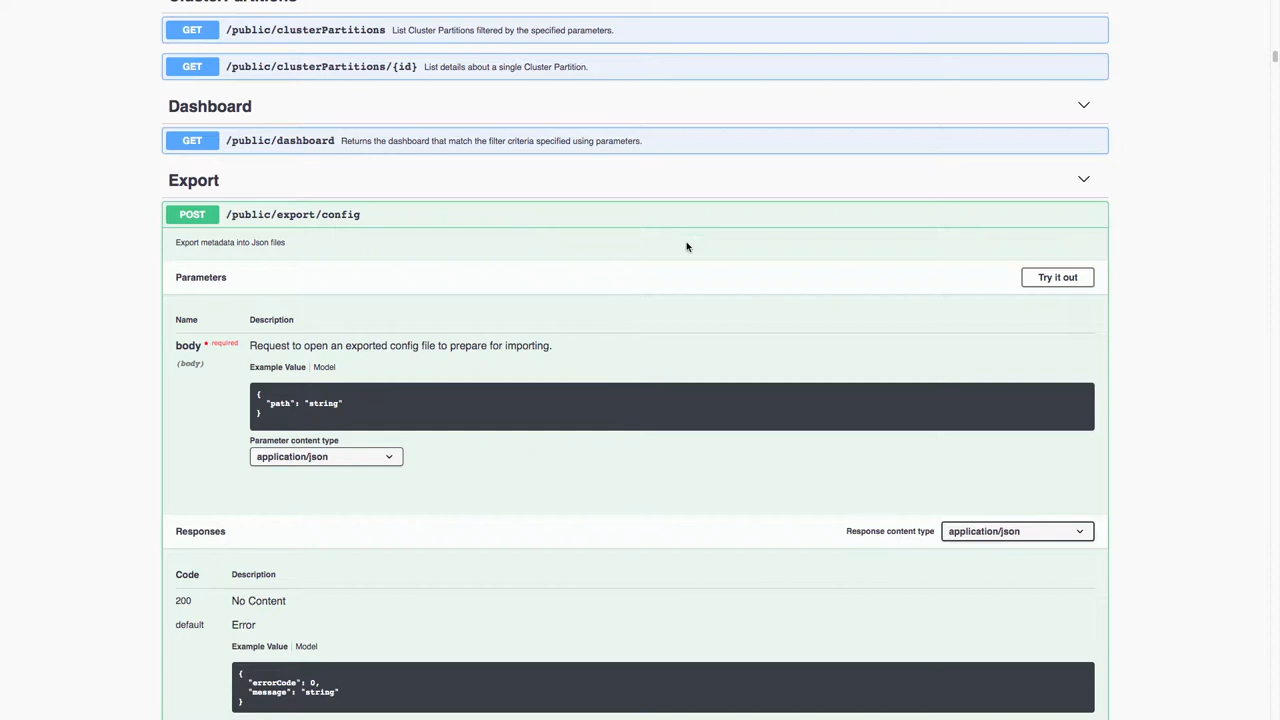 GET /public/clusterPartitions List Cluster Partitions filtered by the specified parameters.
GET /public/clusterPartitions/{id} List details about a single Cluster Partition.
Dashboard
GET /public/dashboard Returns the dashboard that match the filter criteria specified using parameters.
Export
POST /public/export/config
Export metadata into Json files
Parameters
Try it out
Name Description
body * required Request to open an exported config file to prepare for importing.
(body)
Example Value | Model
{
"path": "string"
}
Parameter content type
application/json
Responses Response content type application/json
Code Description
200 No Content
default Error
Example Value | Model
{
"errorCode": 0,
"message": "string"
}